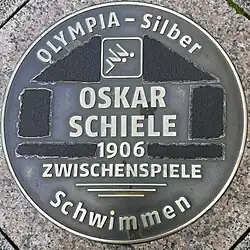 OLYMPIA – Silber
OSKAR
SCHIELE
1906
ZWISCHENSPIELE
Schwimmen